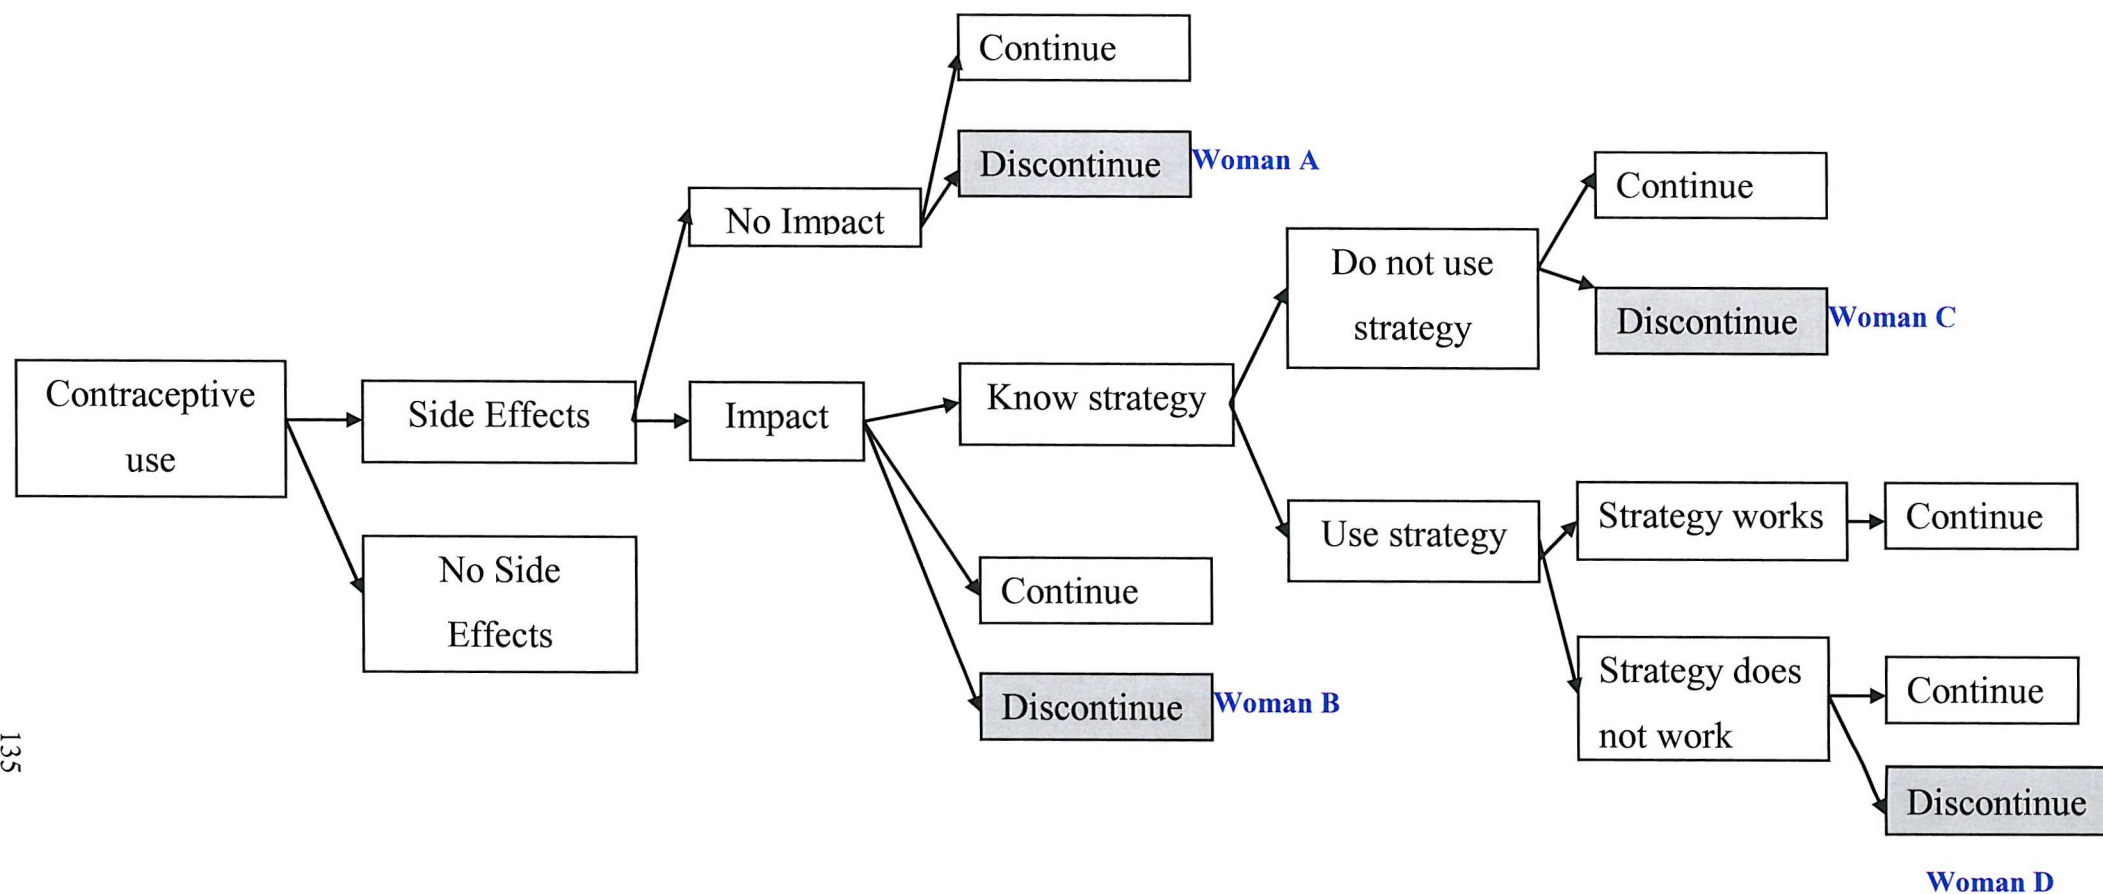 Continue
Discontinue
Woman A
No Impact
Continue
Do not use
strategy
Discontinue
Woman C
Contraceptive
use
Side Effects
Impact
Know strategy
Use strategy
Strategy works
Continue
No Side
Effects
Continue
Discontinue
Woman B
Strategy does
not work
Continue
Discontinue
Woman D
135